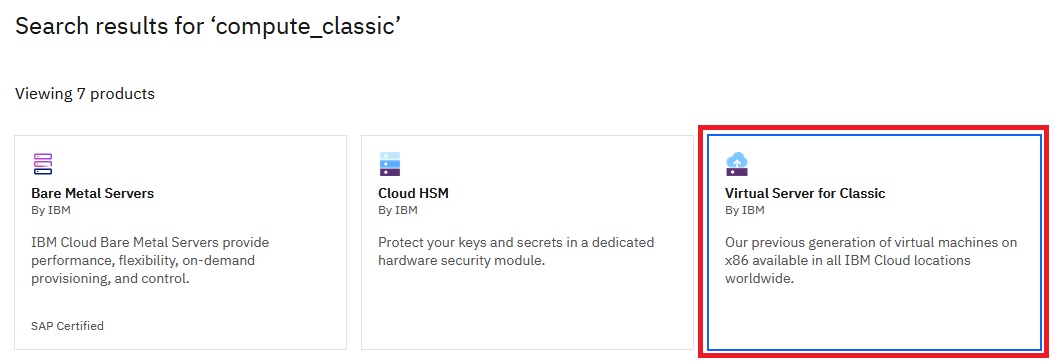 Search results for ‘compute_classic’
Viewing 7 products
Bare Metal Servers
By IBM
IBM Cloud Bare Metal Servers provide
performance, flexibility, on-demand
provisioning, and control.
SAP Certified
Cloud HSM
By IBM
Protect your keys and secrets in a dedicated
hardware security module.
Virtual Server for Classic
By IBM
Our previous generation of virtual machines on
x86 available in all IBM Cloud locations
worldwide.